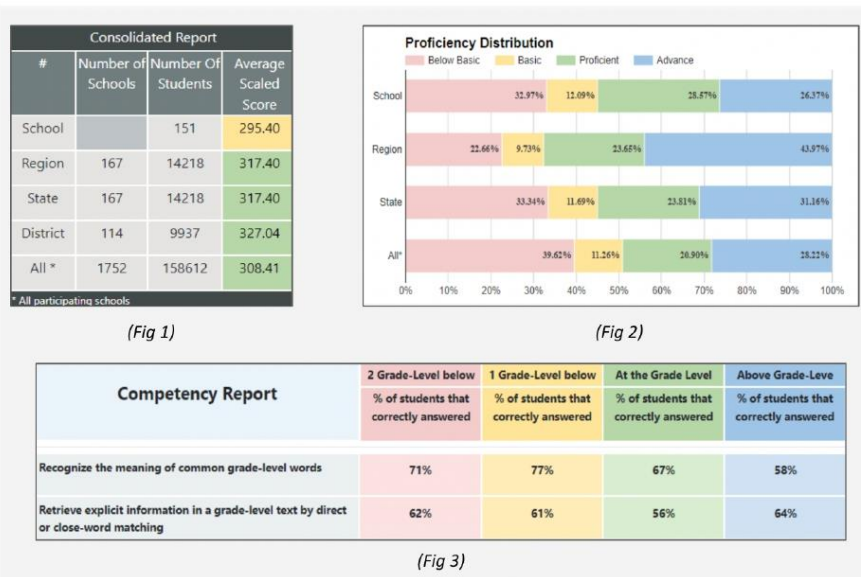 Consolidated Report
# Number of Schools Number Of Students Average Scaled Score
School 151 295.40
Region 167 14218 317.40
State 167 14218 317.40
District 114 9937 327.04
All * 1752 158612 308.41
* All participating schools
(Fig 1)
Proficiency Distribution
Below Basic Basic Proficient Advance
School 32.97% 12.09% 28.57% 26.37%
Region 22.66% 9.73% 23.65% 43.97%
State 33.34% 11.69% 23.81% 31.16%
All* 39.62% 11.26% 20.90% 28.22%
0% 10% 20% 30% 40% 50% 60% 70% 80% 90% 100%
(Fig 2)
Competency Report
2 Grade-Level below 1 Grade-Level below At the Grade Level Above Grade-Leve
% of students that correctly answered % of students that correctly answered % of students that correctly answered % of students that correctly answered
Recognize the meaning of common grade-level words 71% 77% 67% 58%
Retrieve explicit information in a grade-level text by direct
or close-word matching 62% 61% 56% 64%
(Fig 3)